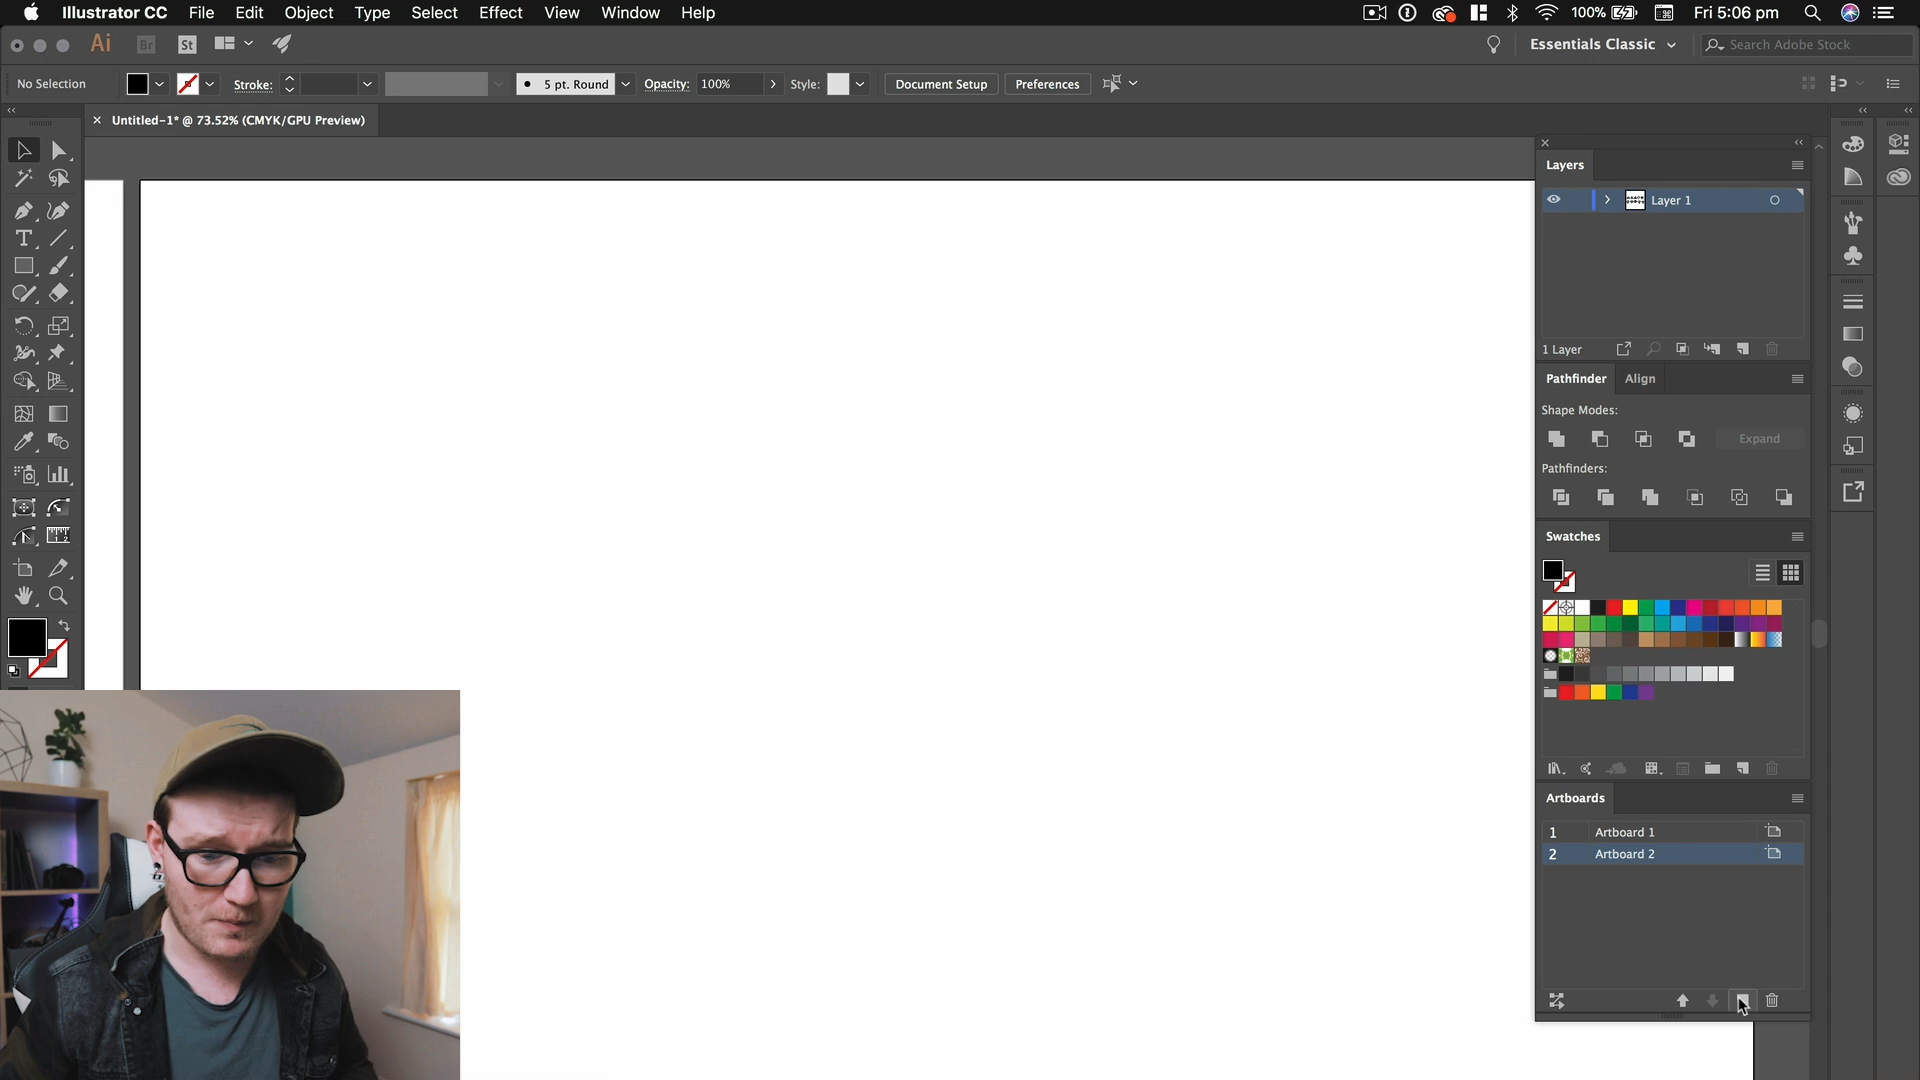 Illustrator CC File Edit Object Type Select Effect View Window Help 100% Fri 5:06 pm
Ai Br St Essentials Classic Search Adobe Stock
No Selection Stroke: 5 pt. Round Opacity: 100% Style: Document Setup Preferences
Untitled-1* @ 73.52% (CMYK/GPU Preview)
Layers
Layer 1
1 Layer
Pathfinder Align
Shape Modes:
Expand
Pathfinders:
Swatches
Artboards
1 Artboard 1
2 Artboard 2